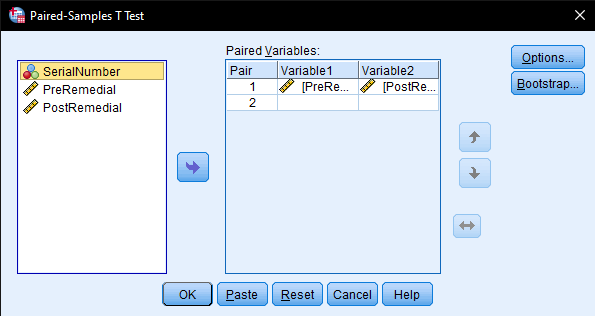 Paired-Samples T Test
Paired Variables:
SerialNumber
PreRemedial
PostRemedial
Pair Variable1 Variable2
1 [PreRe... [PostRe...
2
Options...
Bootstrap...
OK Paste Reset Cancel Help